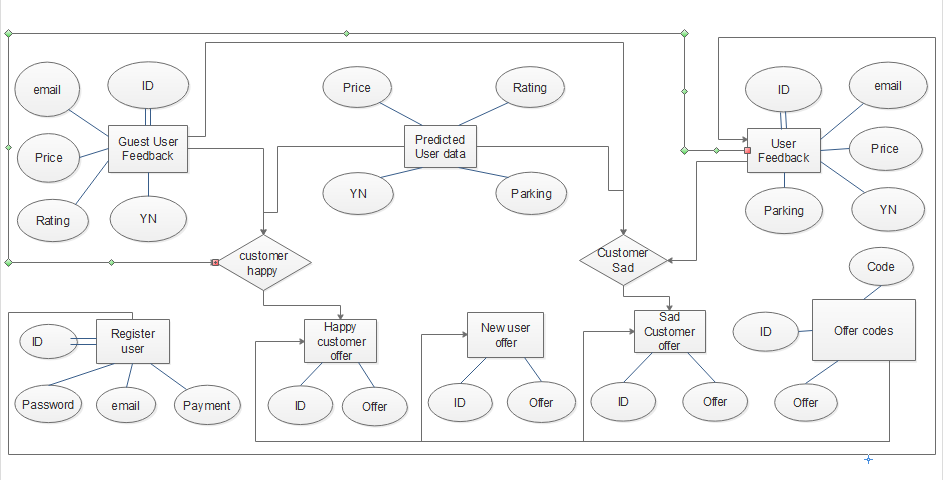 email
ID
Price
Rating
ID
email
Guest User
Feedback
Predicted
User data
User
Feedback
Price
Price
Rating
YN
YN
Parking
Parking
YN
customer
happy
Customer
Sad
Code
ID
Register
user
Happy
customer
offer
New user
offer
Sad
Customer
offer
ID
Offer codes
Password
email
Payment
ID
Offer
ID
Offer
ID
Offer
Offer